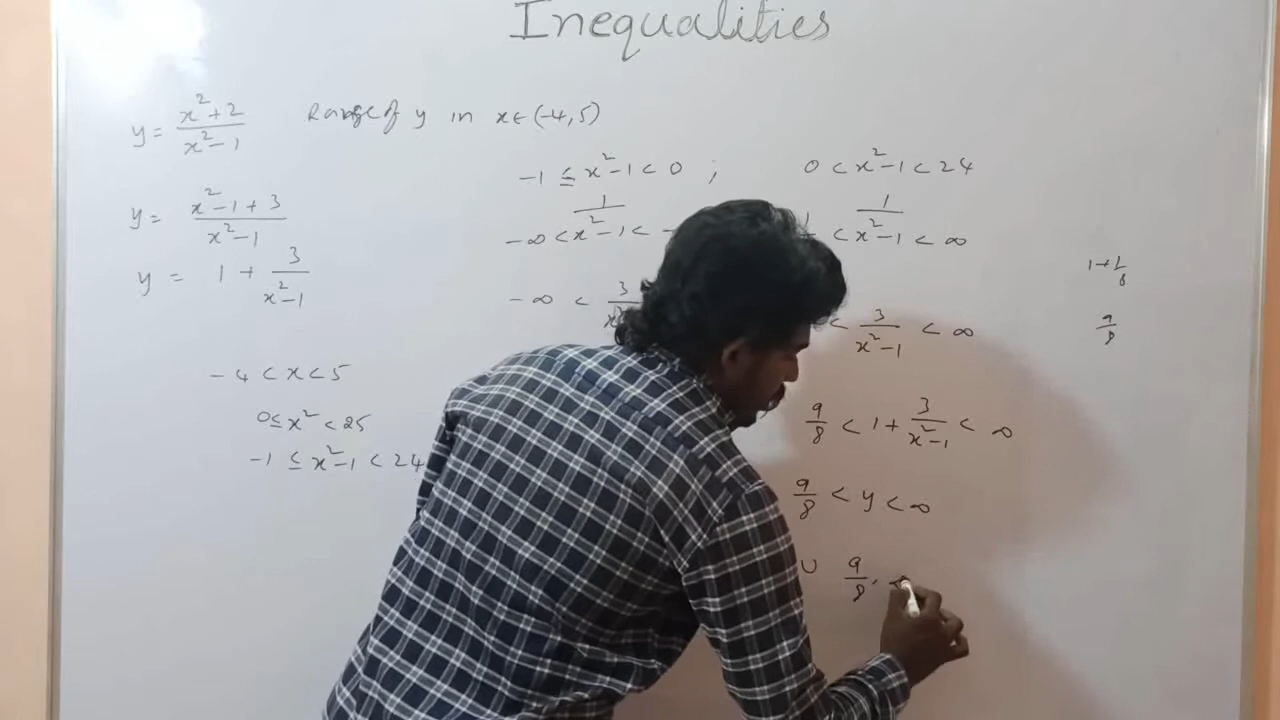 Inequalities
y = x²+2 / x²-1 Range of y in x∈(-4,5)
y = x²-1+3 / x²-1
y = 1 + 3 / x²-1
-4 < x < 5
0 ≤ x² < 25
-1 ≤ x²-1 < 24
-1 ≤ x²-1 < 0 ;
-∞ < 1 / x²-1 < -
-∞ < 3
0 < x²-1 < 24
< 1 / x²-1 < ∞
< 3 / x²-1 < ∞
9/8 < 1 + 3 / x²-1 < ∞
9/8 < y < ∞
∪ 9/8,
1+1/8
9/8